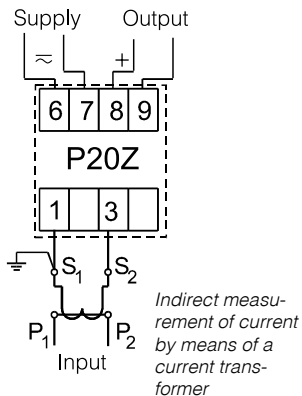 Supply Output
≂ +
6 7 8 9
P20Z
1 3
S1 S2
P1 P2
Input
Indirect measu-
rement of current
by means of a
current trans-
former